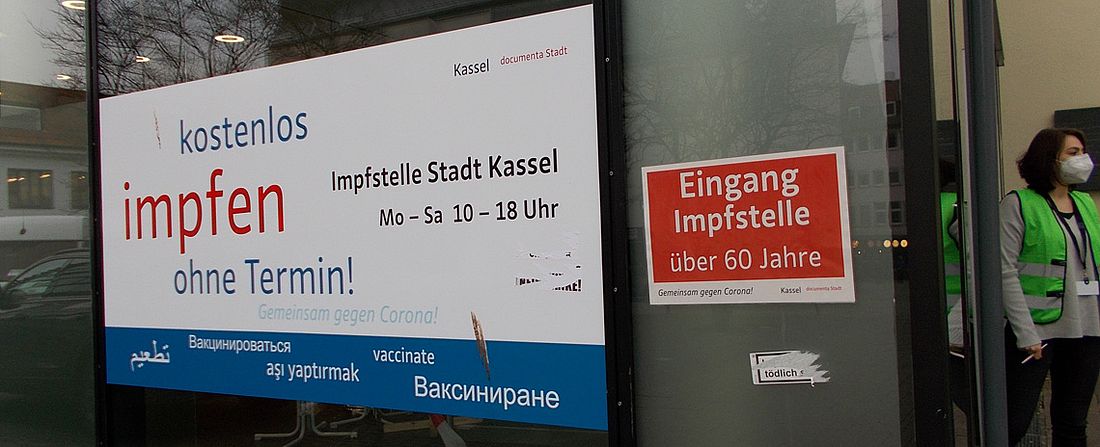 Kassel documenta Stadt
kostenlos
impfen
ohne Termin!
Impfstelle Stadt Kassel
Mo – Sa 10 – 18 Uhr
Gemeinsam gegen Corona!
تطعيم
Вакцинироваться
aşı yaptırmak
vaccinate
Ваксиниране
Eingang
Impfstelle
über 60 Jahre
Gemeinsam gegen Corona! Kassel documenta Stadt
tödlich